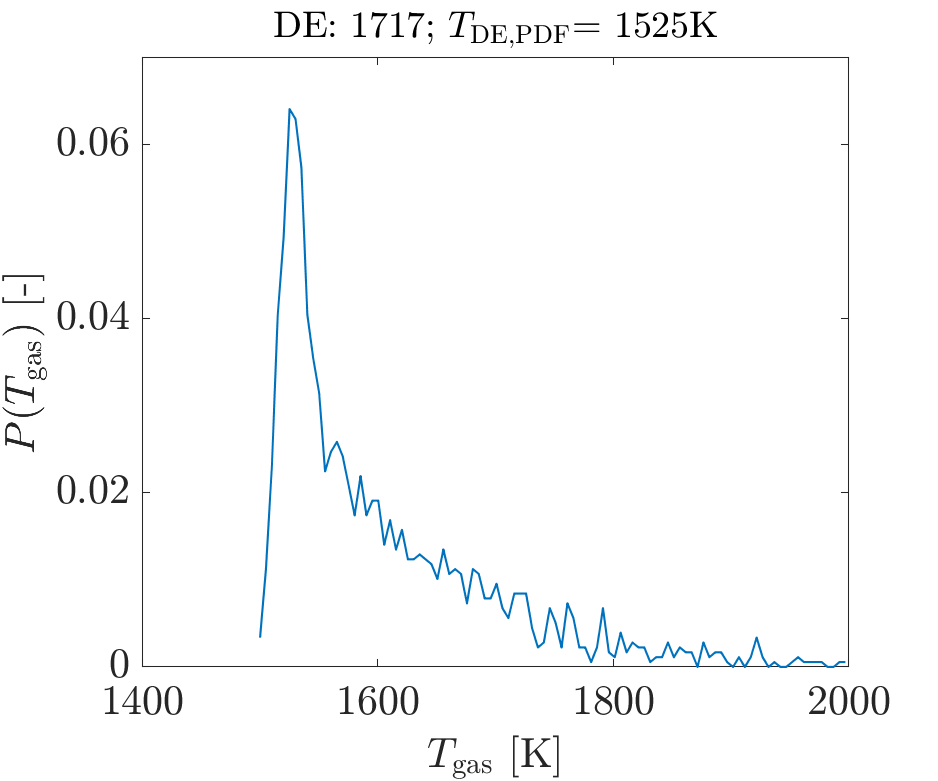 DE: 1717; T_DE,PDF= 1525K
P(T_gas) [-]
0.06
0.04
0.02
0
1400 1600 1800 2000
T_gas [K]